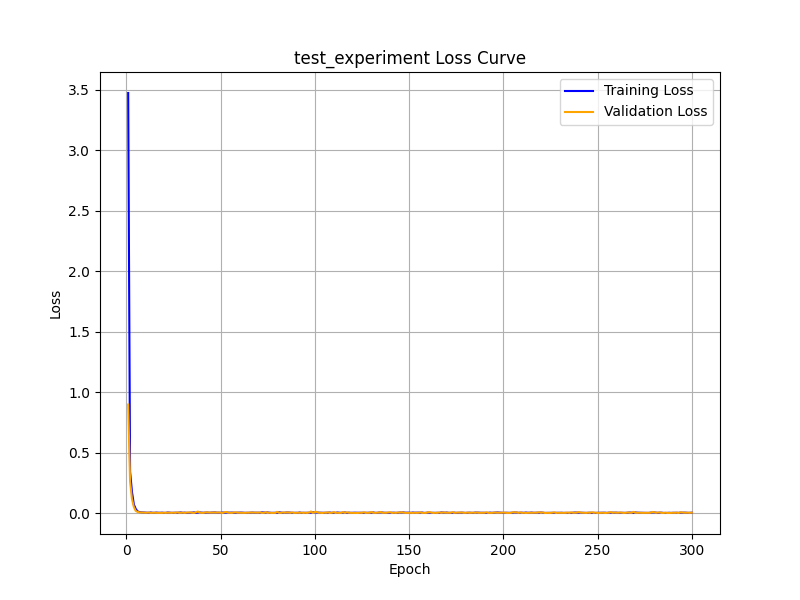 test_experiment Loss Curve
Training Loss
Validation Loss
3.5
3.0
2.5
2.0
1.5
1.0
0.5
0.0
Loss
0 50 100 150 200 250 300
Epoch